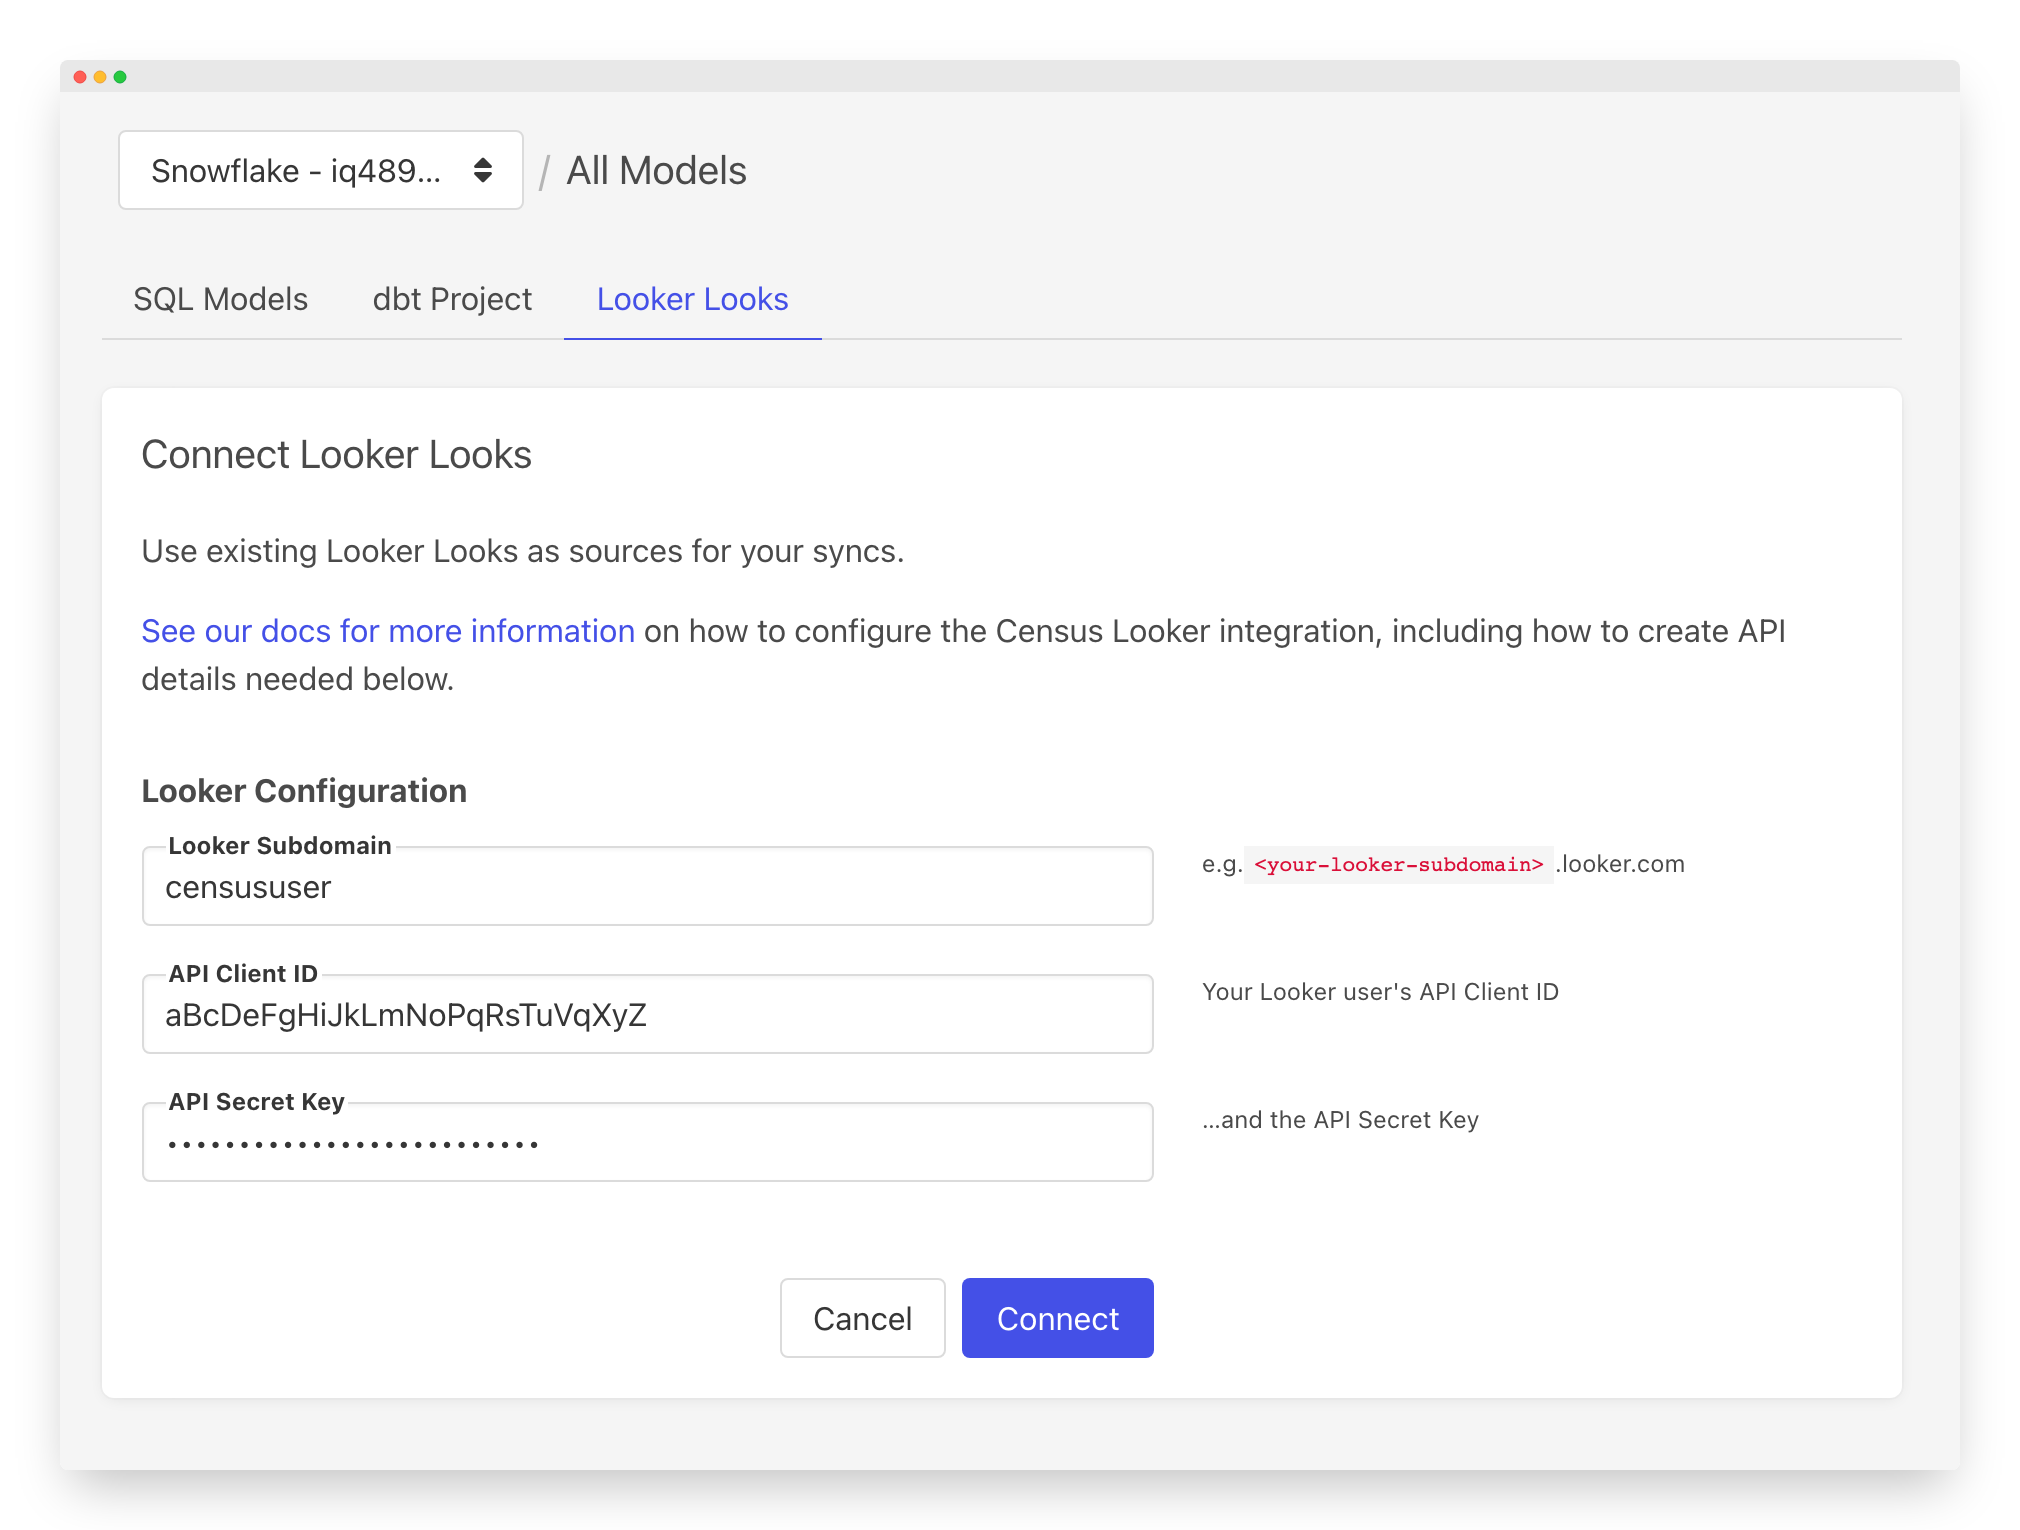 Snowflake - iq489... / All Models
SQL Models dbt Project Looker Looks
Connect Looker Looks
Use existing Looker Looks as sources for your syncs.
See our docs for more information on how to configure the Census Looker integration, including how to create API
details needed below.
Looker Configuration
Looker Subdomain
censususer
e.g. <your-looker-subdomain> .looker.com
API Client ID
aBcDeFgHiJkLmNoPqRsTuVqXyZ
Your Looker user's API Client ID
API Secret Key
••••••••••••••••••••••••••
...and the API Secret Key
Cancel Connect